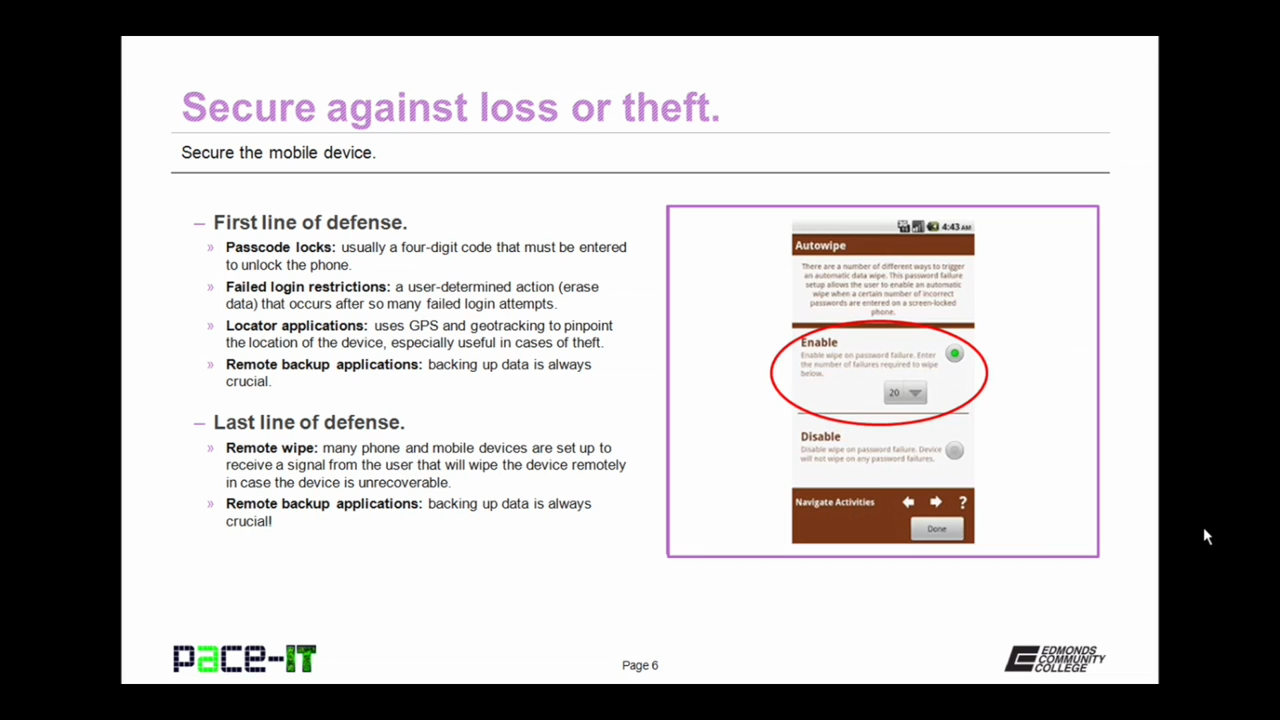 Secure against loss or theft.
Secure the mobile device.
– First line of defense.
» Passcode locks: usually a four-digit code that must be entered
to unlock the phone.
» Failed login restrictions: a user-determined action (erase
data) that occurs after so many failed login attempts.
» Locator applications: uses GPS and geotracking to pinpoint
the location of the device, especially useful in cases of theft.
» Remote backup applications: backing up data is always
crucial.
– Last line of defense.
» Remote wipe: many phone and mobile devices are set up to
receive a signal from the user that will wipe the device remotely
in case the device is unrecoverable.
» Remote backup applications: backing up data is always
crucial!
4:43 AM
Autowipe
There are a number of different ways to trigger
an automatic data wipe. This password failure
setup allows the user to enable an automatic
wipe when a certain number of incorrect
passwords are entered on a screen-locked
phone.
Enable
Enable wipe on password failure. Enter
the number of failures required to wipe
below.
20
Disable
Disable wipe on password failure. Device
will not wipe on any password failures.
Navigate Activities ?
Done
pace-IT
Page 6
EDMONDS
COMMUNITY
COLLEGE